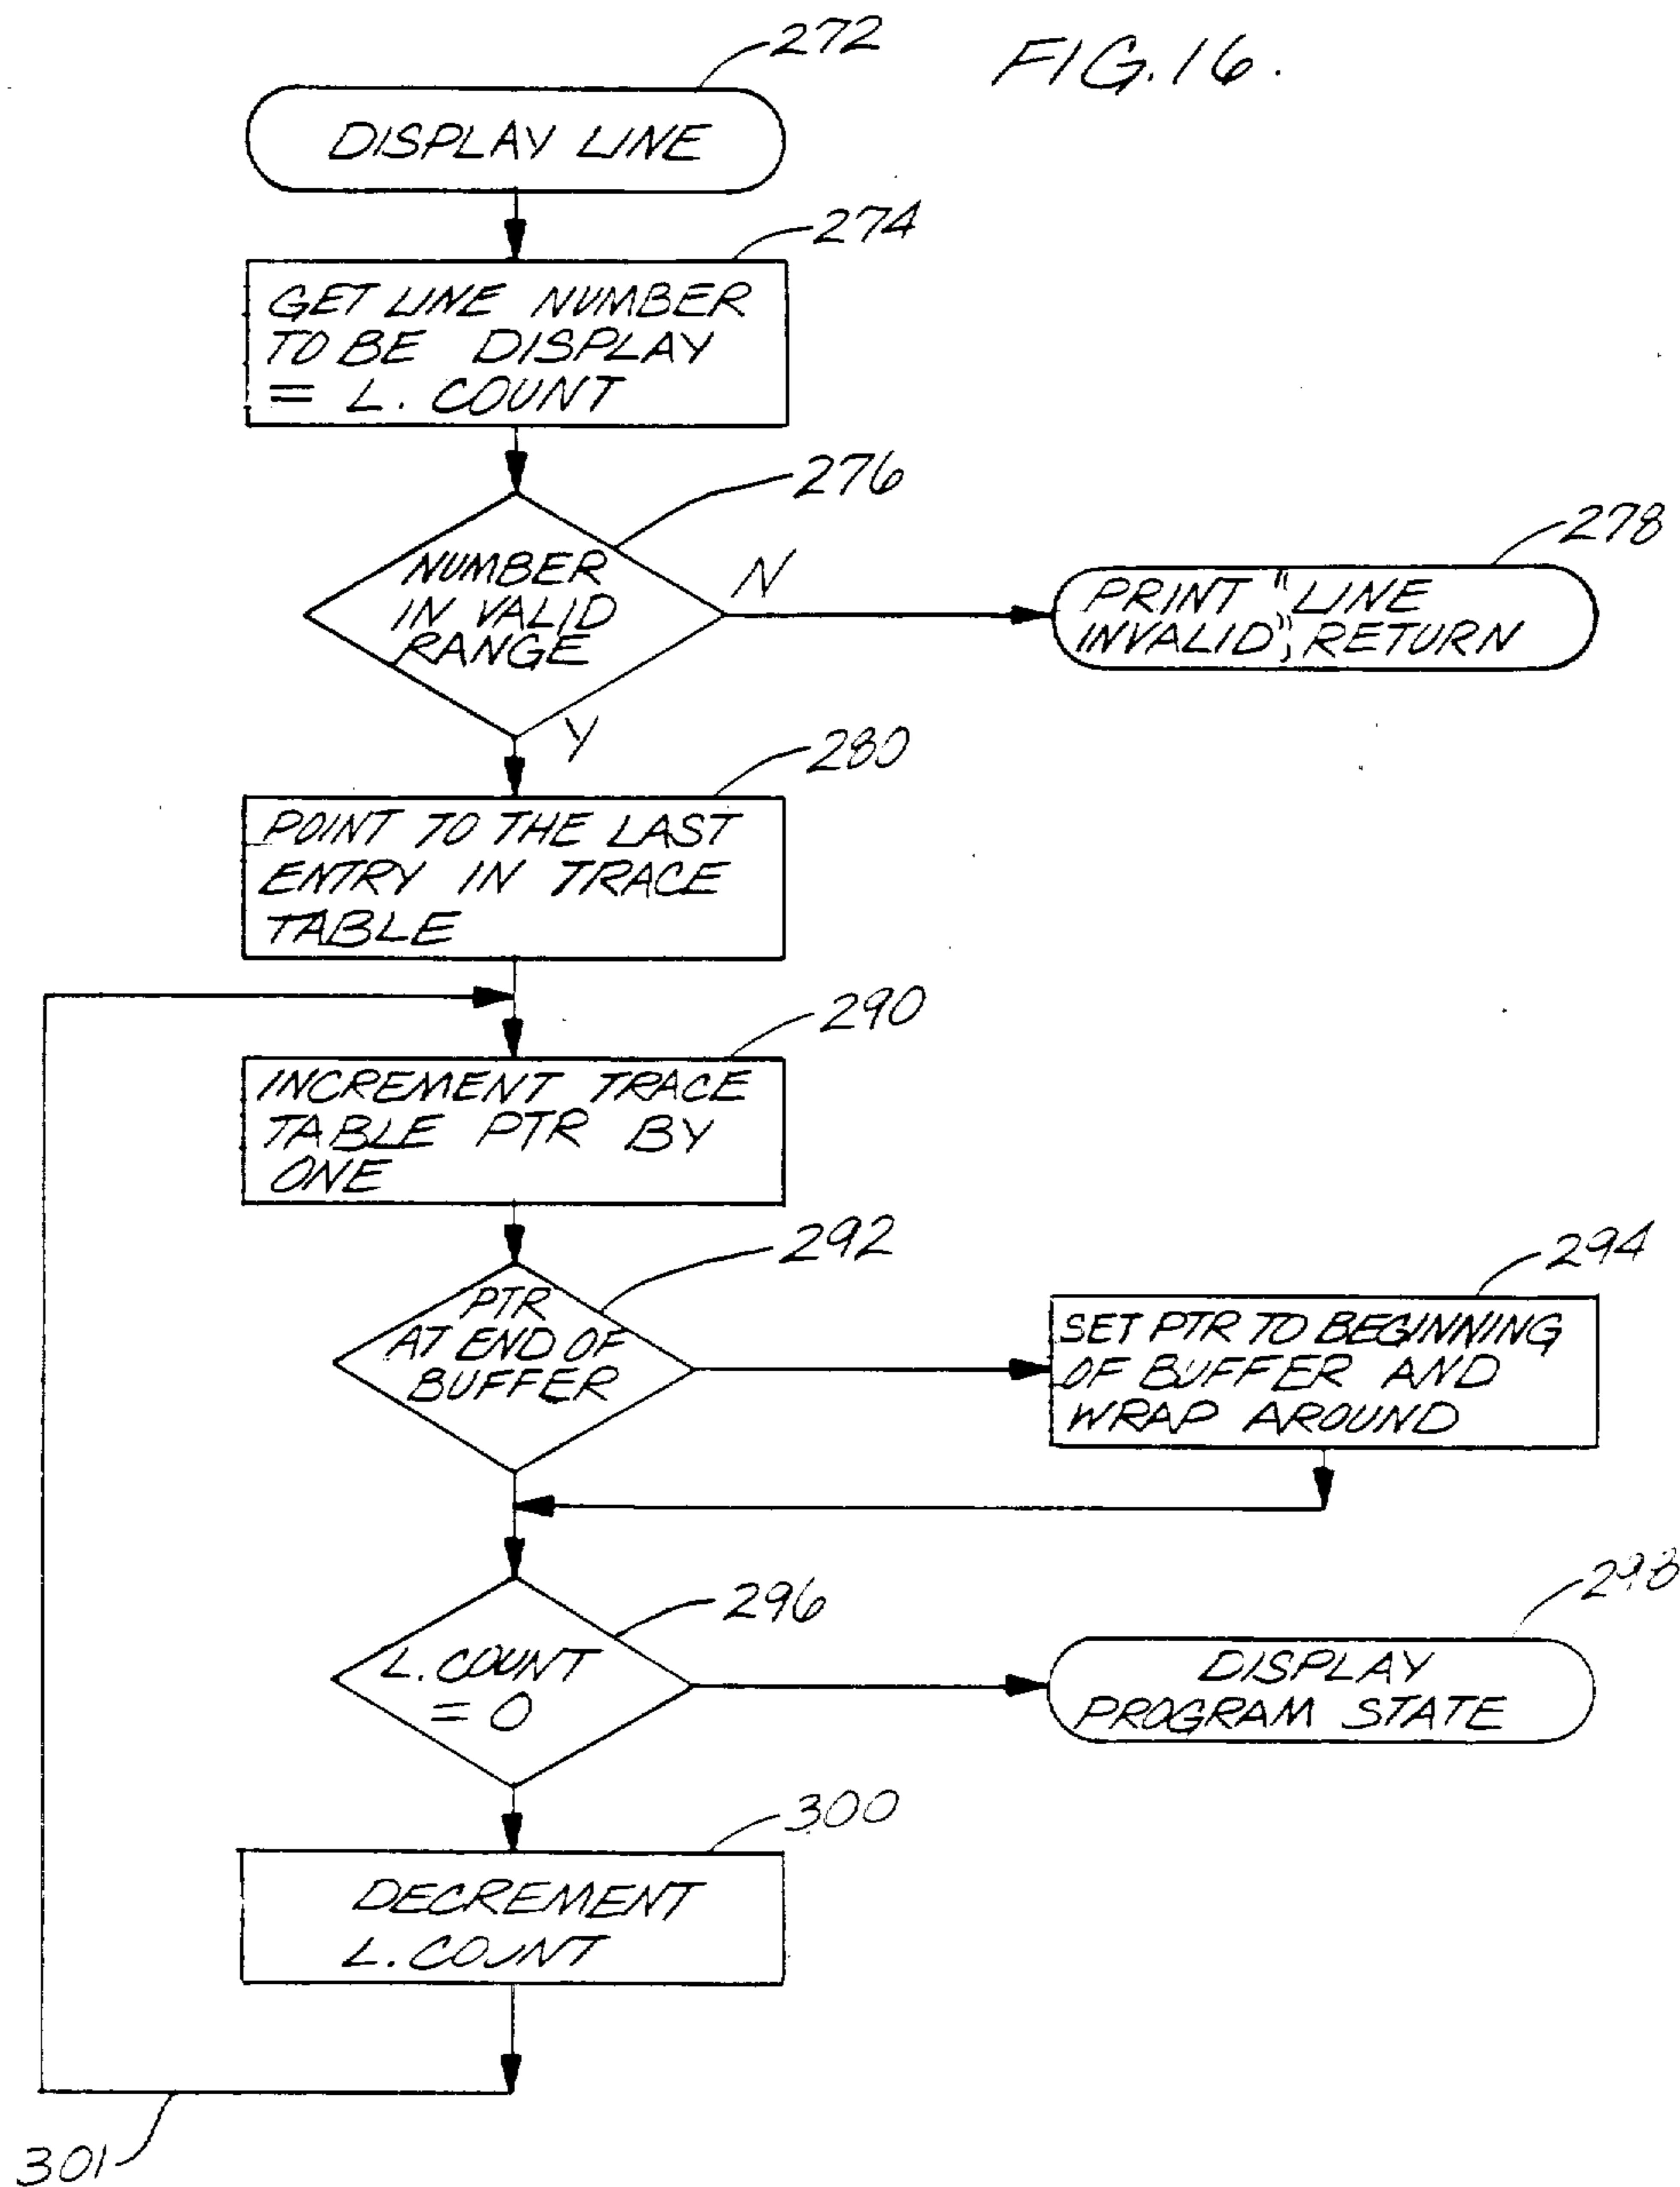 FIG. 16.
272
DISPLAY LINE
274
GET LINE NUMBER
TO BE DISPLAY
= L. COUNT
276
NUMBER
IN VALID
RANGE
N
278
PRINT "LINE
INVALID"; RETURN
Y
280
POINT TO THE LAST
ENTRY IN TRACE
TABLE
290
INCREMENT TRACE
TABLE PTR BY
ONE
292
PTR
AT END OF
BUFFER
294
SET PTR TO BEGINNING
OF BUFFER AND
WRAP AROUND
296
L. COUNT
= 0
298
DISPLAY
PROGRAM STATE
300
DECREMENT
L. COUNT
301